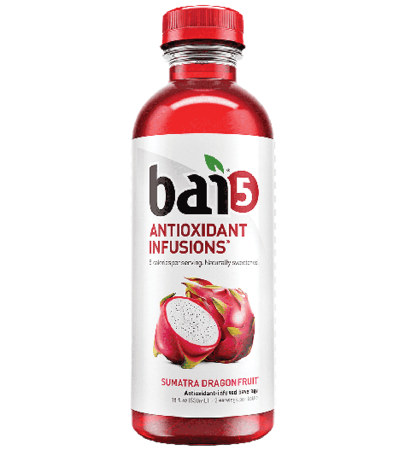 bai5
ANTIOXIDANT
INFUSIONS
5 calories per serving. Naturally sweetened.
SUMATRA DRAGONFRUIT
Antioxidant-infused beverage